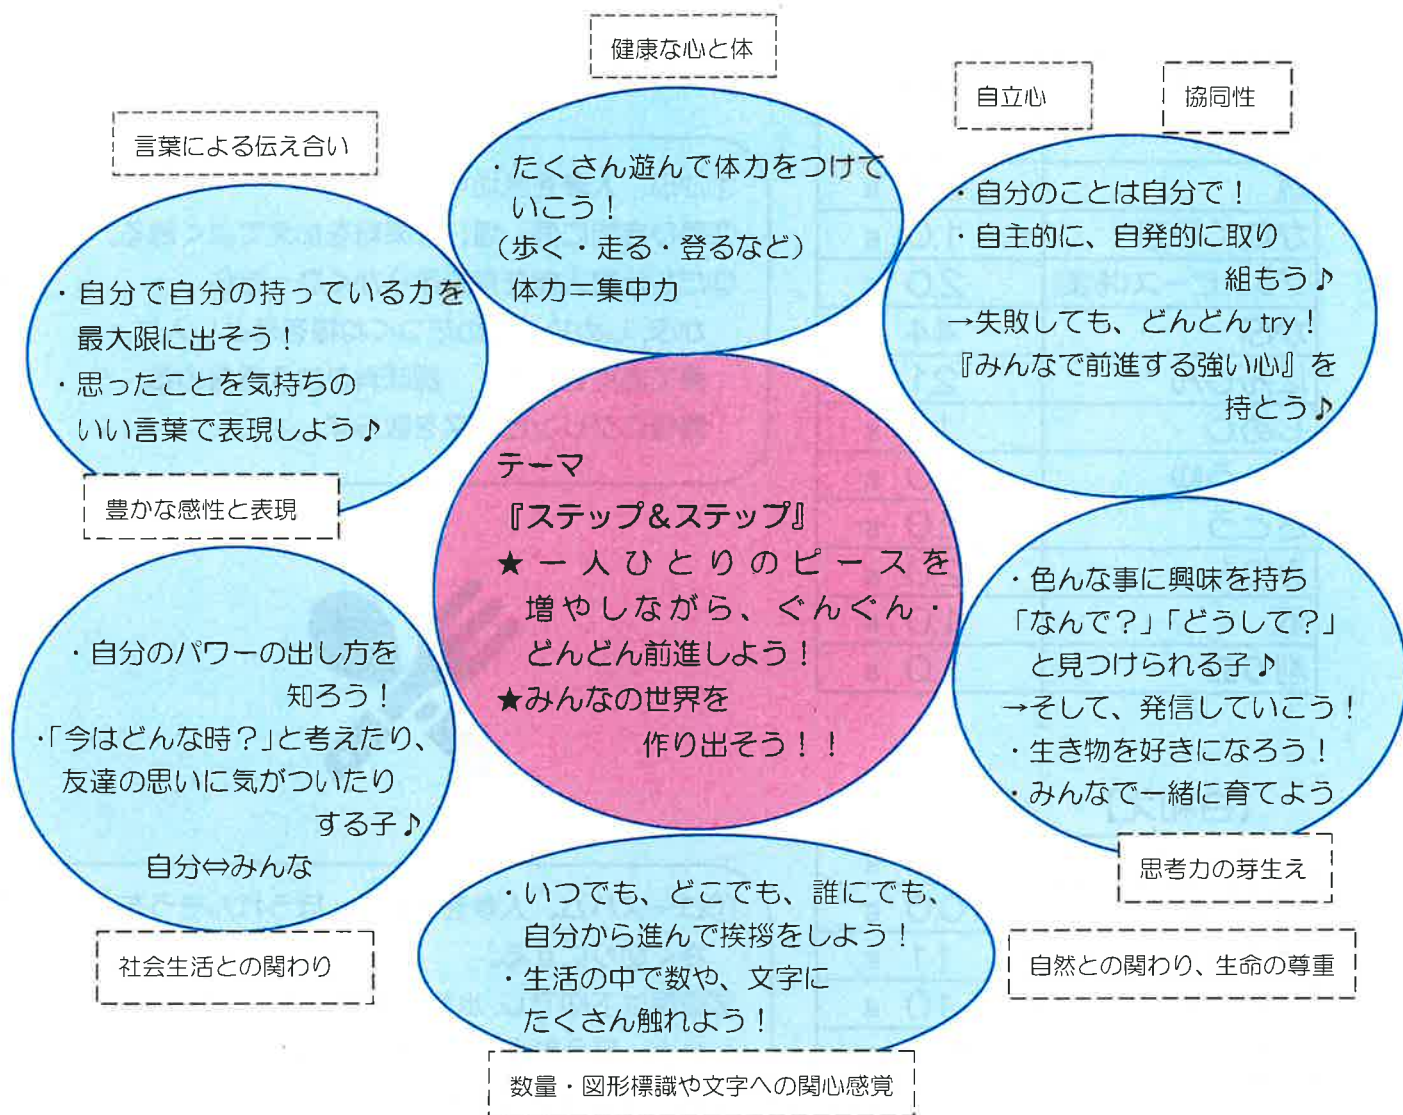 健康な心と体
・たくさん遊んで体力をつけて
いこう！
（歩く・走る・登るなど）
体力＝集中力
自立心
協同性
・自分のことは自分で！
・自主的に、自発的に取り
組もう♪
→失敗しても、どんどん try！
『みんなで前進する強い心』を
持とう♪
言葉による伝え合い
・自分で自分の持っている力を
最大限に出そう！
・思ったことを気持ちの
いい言葉で表現しよう♪
豊かな感性と表現
テーマ
『ステップ＆ステップ』
★一人ひとりのピースを
増やしながら、ぐんぐん・
どんどん前進しよう！
★みんなの世界を
作り出そう！！
・色んな事に興味を持ち
「なんで？」「どうして？」
と見つけられる子♪
→そして、発信していこう！
・生き物を好きになろう！
・みんなで一緒に育てよう
思考力の芽生え
自然との関わり、生命の尊重
・自分のパワーの出し方を
知ろう！
・「今はどんな時？」と考えたり、
友達の思いに気がついたり
する子♪
自分⇔みんな
社会生活との関わり
・いつでも、どこでも、誰にでも、
自分から進んで挨拶をしよう！
・生活の中で数や、文字に
たくさん触れよう！
数量・図形標識や文字への関心感覚